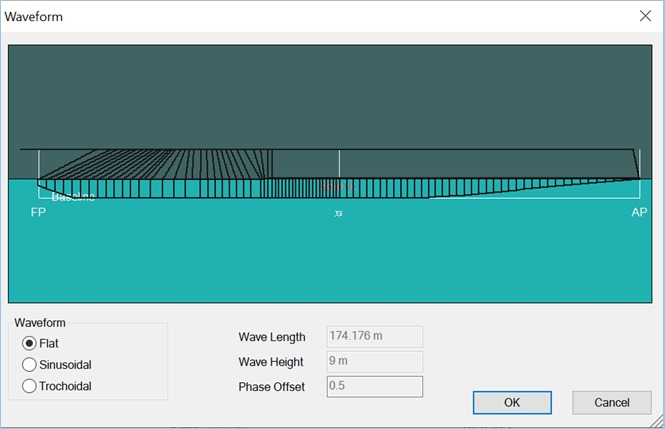 Waveform
Baseline
FP
AP
Waveform
Flat
Sinusoidal
Trochoidal
Wave Length
174.176 m
Wave Height
9 m
Phase Offset
0.5
OK
Cancel